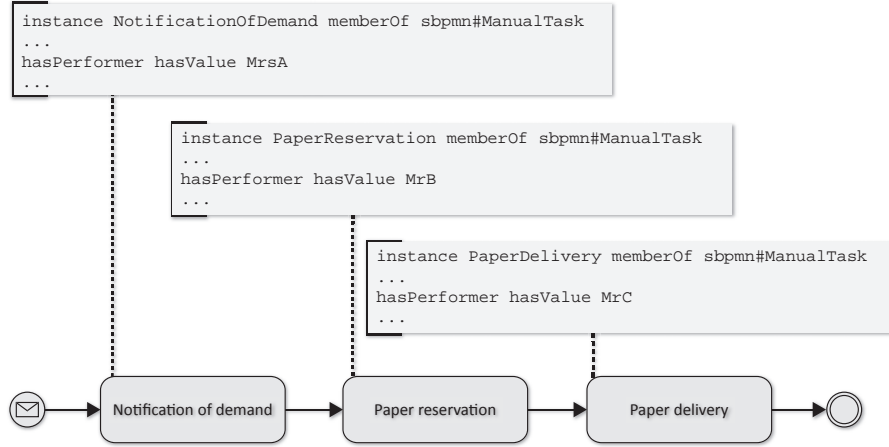 instance NotificationOfDemand memberOf sbpmn#ManualTask
...
hasPerformer hasValue MrsA
...
instance PaperReservation memberOf sbpmn#ManualTask
...
hasPerformer hasValue MrB
...
instance PaperDelivery memberOf sbpmn#ManualTask
...
hasPerformer hasValue MrC
...
Notification of demand
Paper reservation
Paper delivery